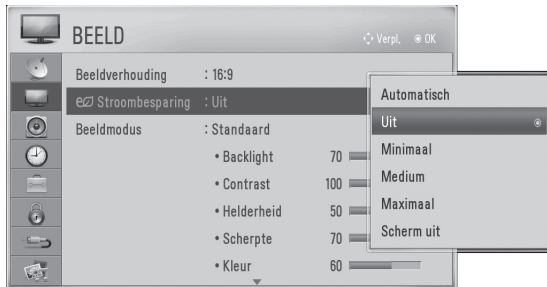 BEELD
Verpl. OK
Beeldverhouding : 16:9
Stroombesparing : Uit
Beeldmodus : Standaard
• Backlight 70
• Contrast 100
• Helderheid 50
• Scherpte 70
• Kleur 60
Automatisch
Uit
Minimaal
Medium
Maximaal
Scherm uit